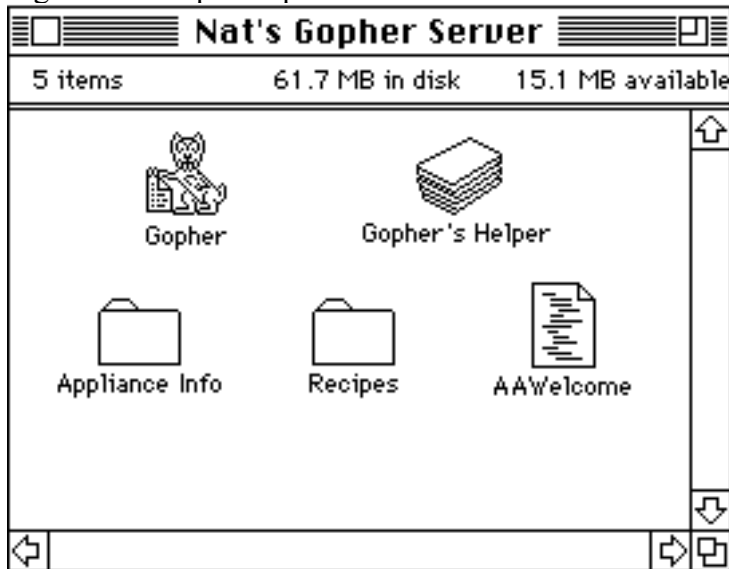 Nat's Gopher Server
5 items 61.7 MB in disk 15.1 MB available
Gopher Gopher's Helper
Appliance Info Recipes AAWelcome